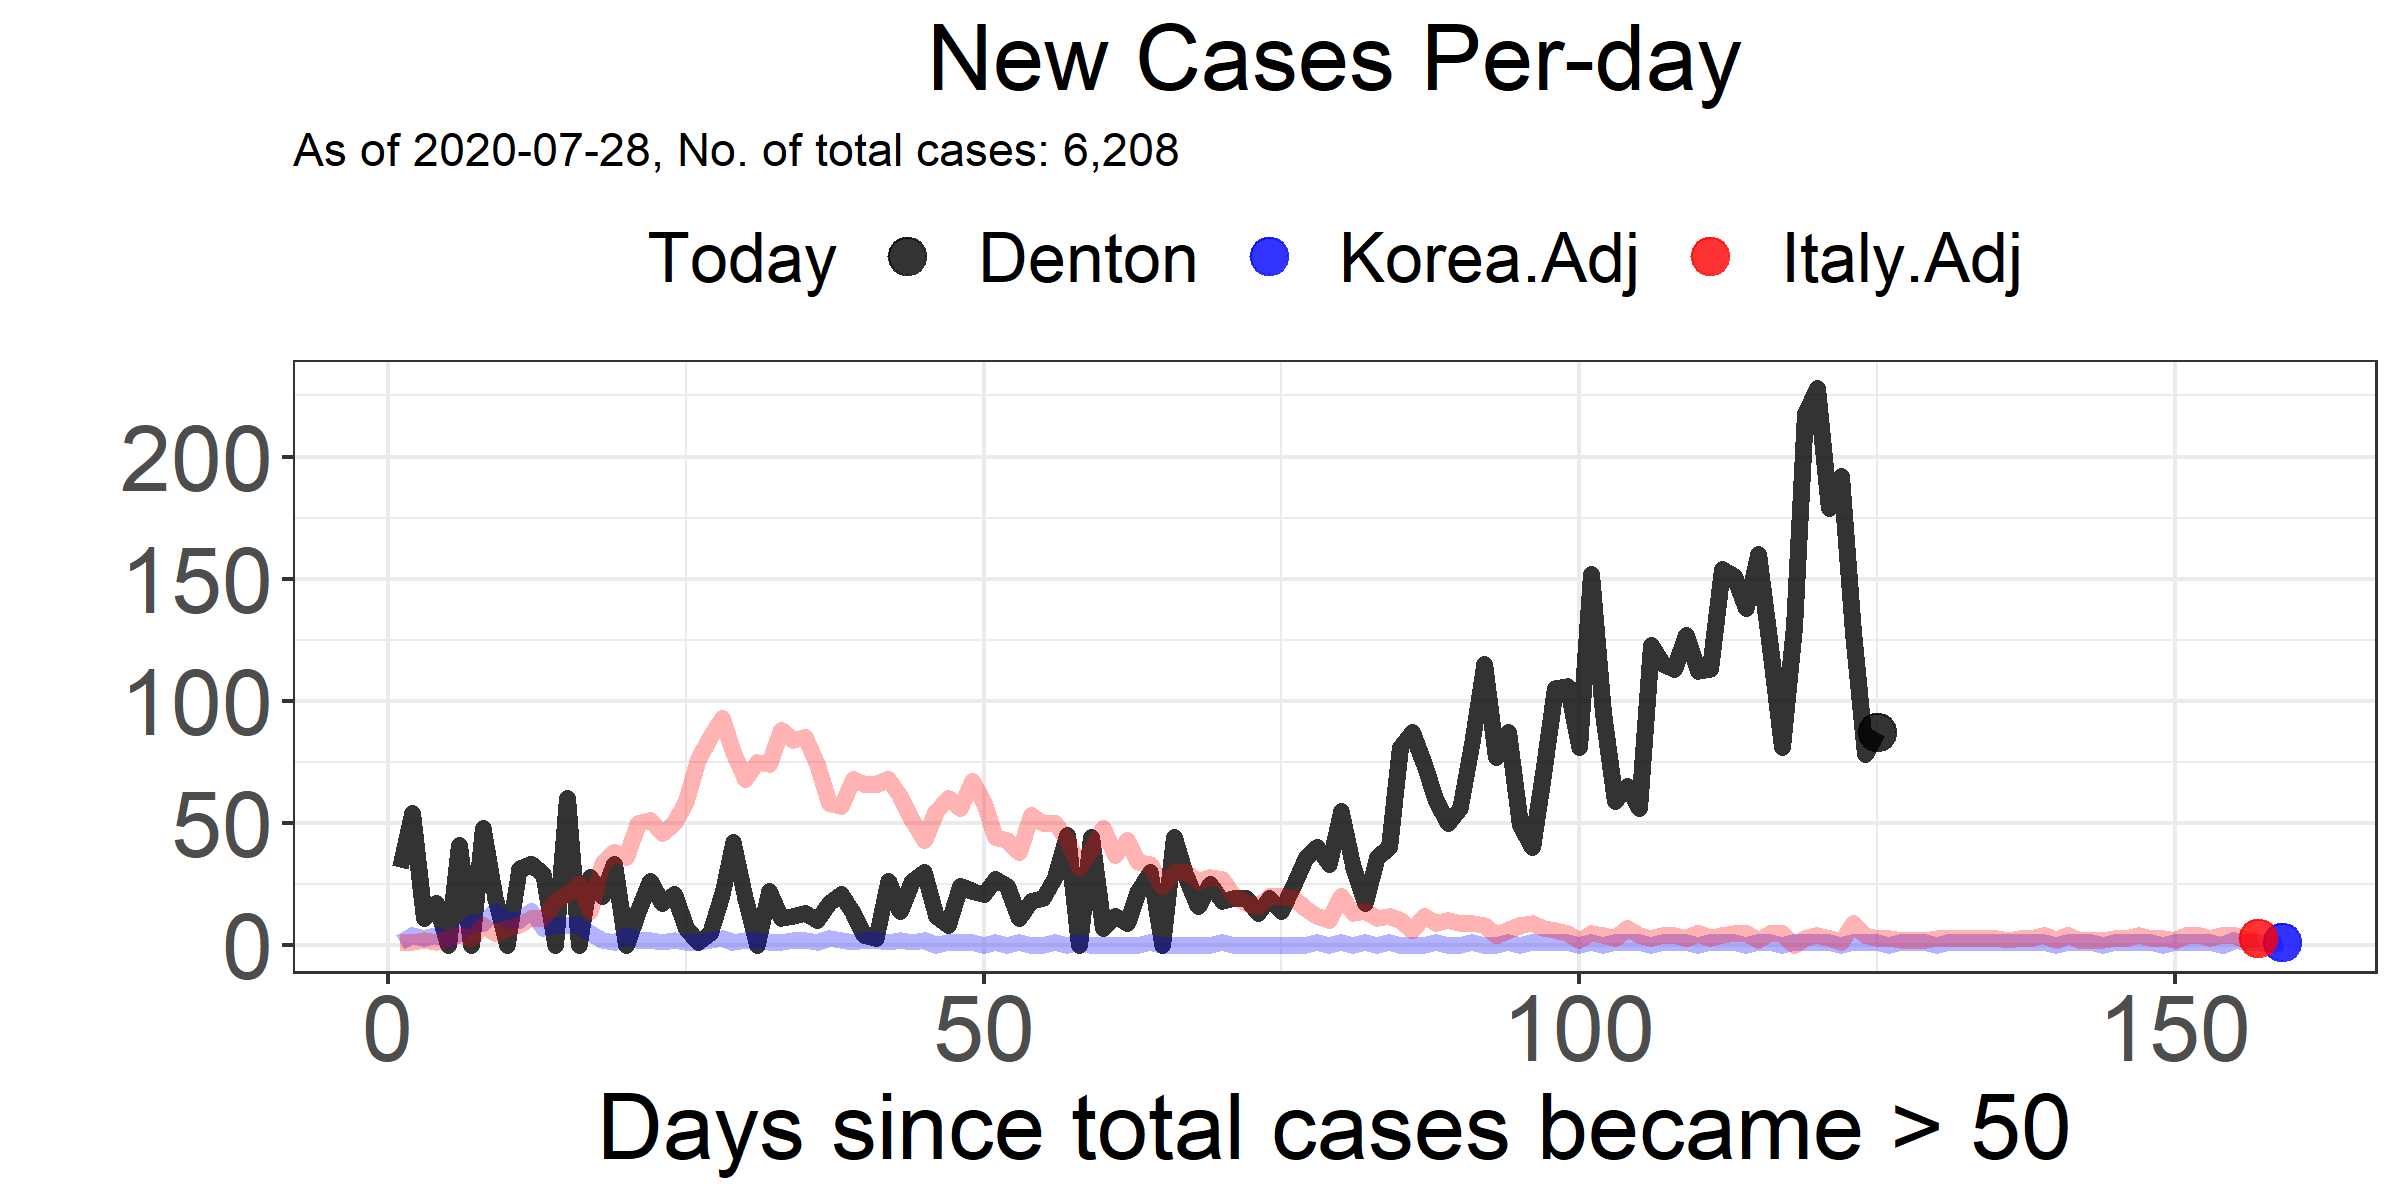 New Cases Per-day
As of 2020-07-28, No. of total cases: 6,208
Today Denton Korea.Adj Italy.Adj
200
150
100
50
0
0 50 100 150
Days since total cases became > 50